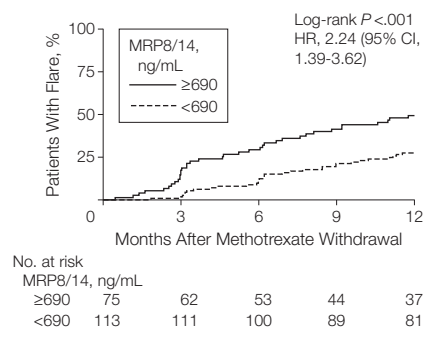 Log-rank P <.001
HR, 2.24 (95% CI,
1.39-3.62)
Patients With Flare, %
100
75
50
25
0
MRP8/14,
ng/mL
≥690
<690
3
6
9
12
Months After Methotrexate Withdrawal
No. at risk
MRP8/14, ng/mL
≥690 75 62 53 44 37
<690 113 111 100 89 81